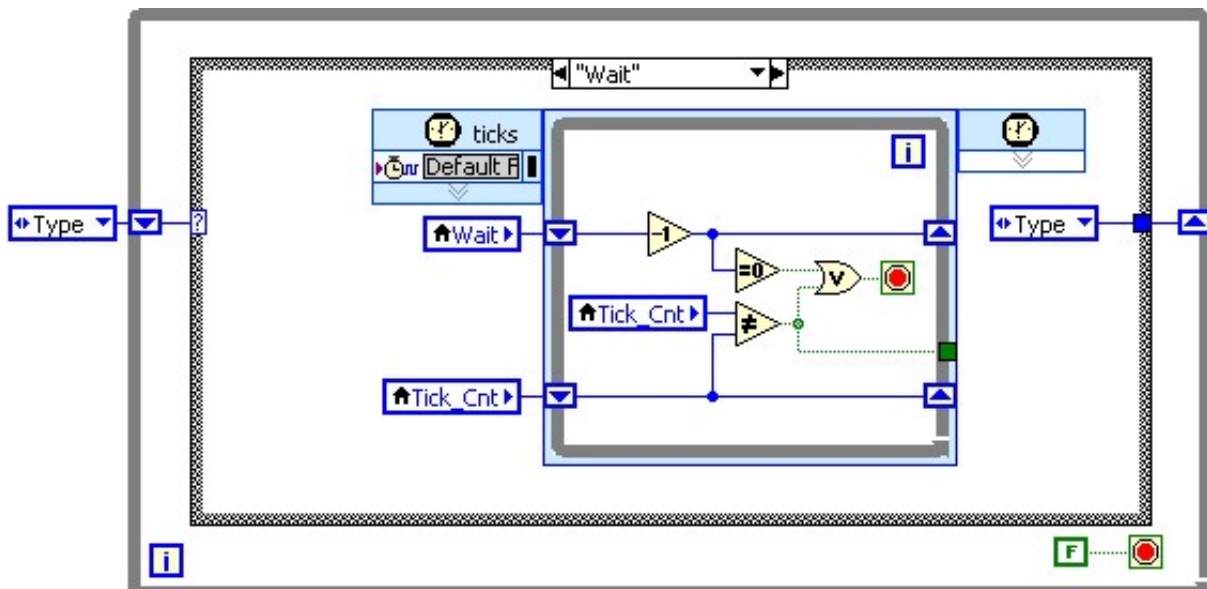 "Wait"
ticks
Default F
Type
?
i
Wait
-1
=0
V
Type
Tick_Cnt
≠
Tick_Cnt
i
F